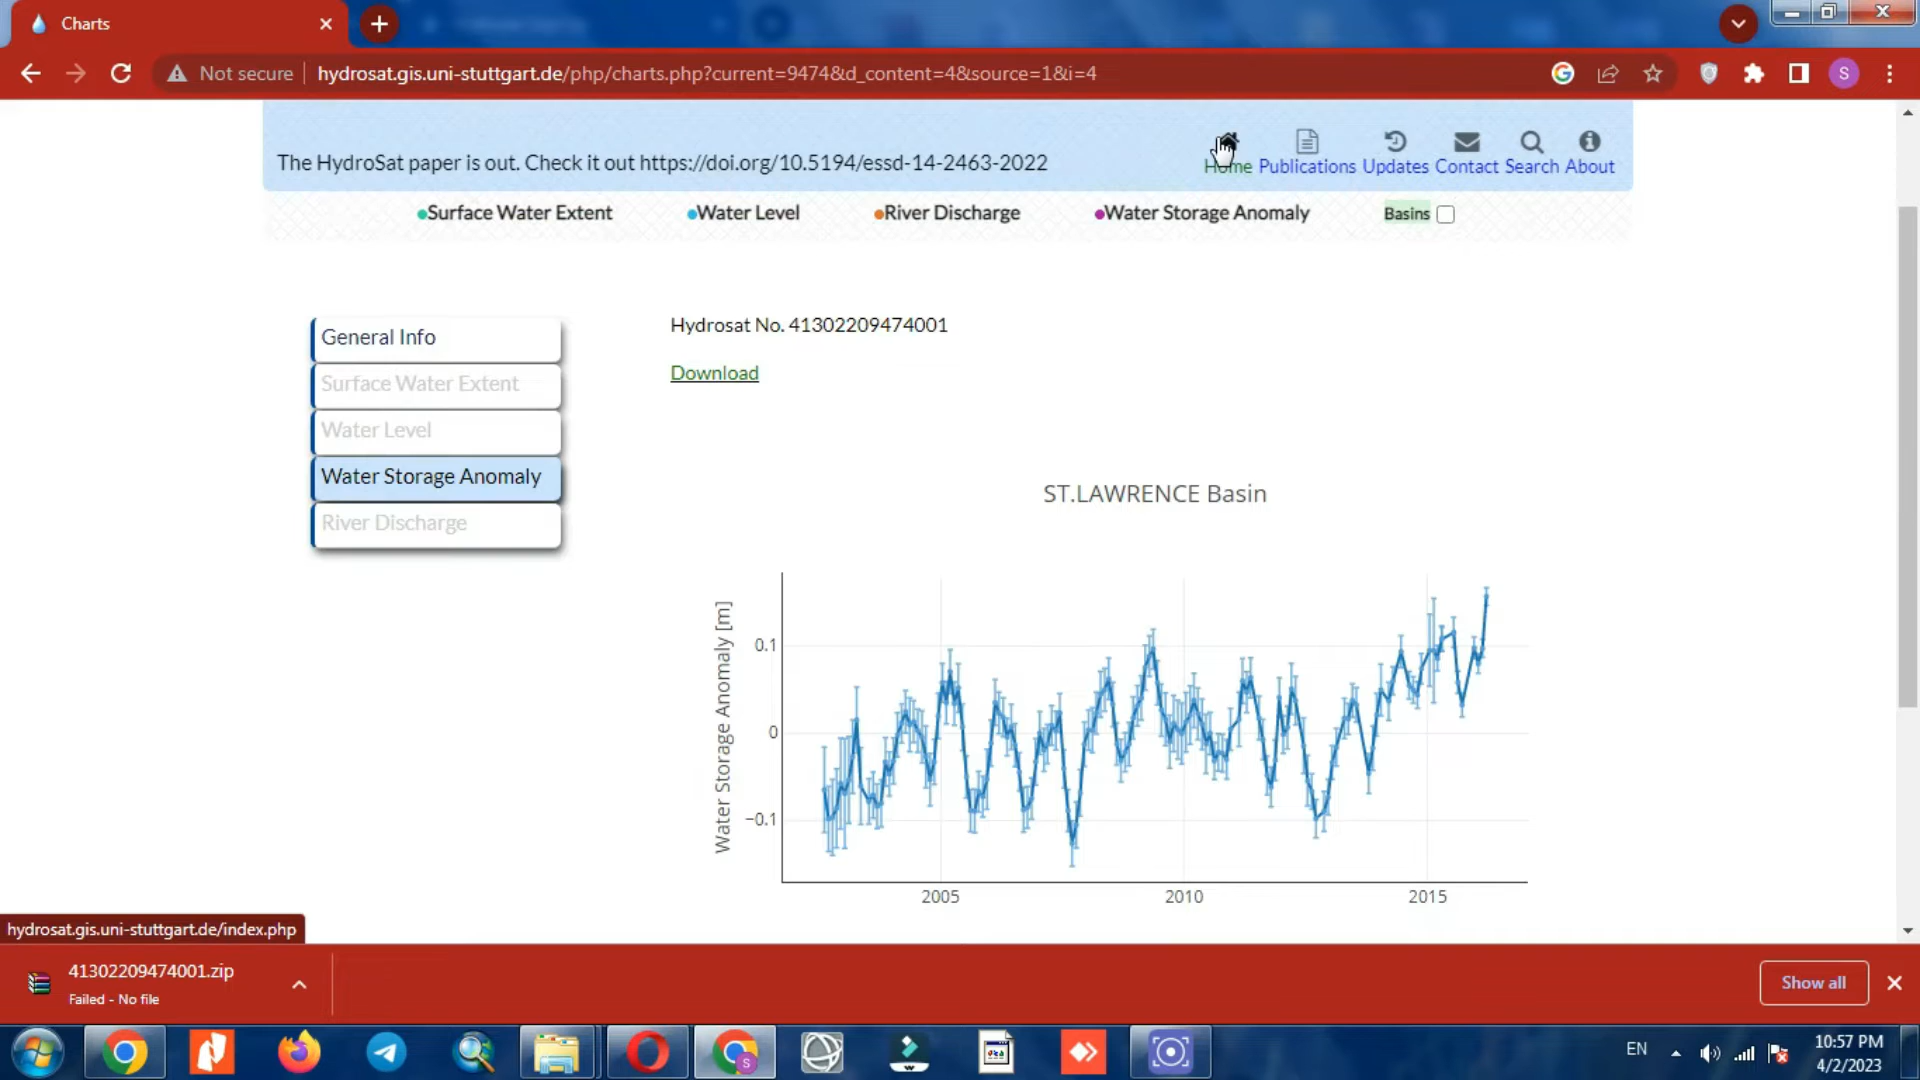 Charts
Not secure
hydrosat.gis.uni-stuttgart.de/php/charts.php?current=9474&d_content=4&source=1&i=4
S
The HydroSat paper is out. Check it out https://doi.org/10.5194/essd-14-2463-2022
Home Publications Updates Contact Search About
Surface Water Extent Water Level River Discharge Water Storage Anomaly Basins
General Info
Surface Water Extent
Water Level
Water Storage Anomaly
River Discharge
Hydrosat No. 41302209474001
Download
ST.LAWRENCE Basin
Water Storage Anomaly [m]
0.1
0
−0.1
2005 2010 2015
hydrosat.gis.uni-stuttgart.de/index.php
41302209474001.zip
Failed - No file
Show all
S
W
EN
10:57 PM
4/2/2023